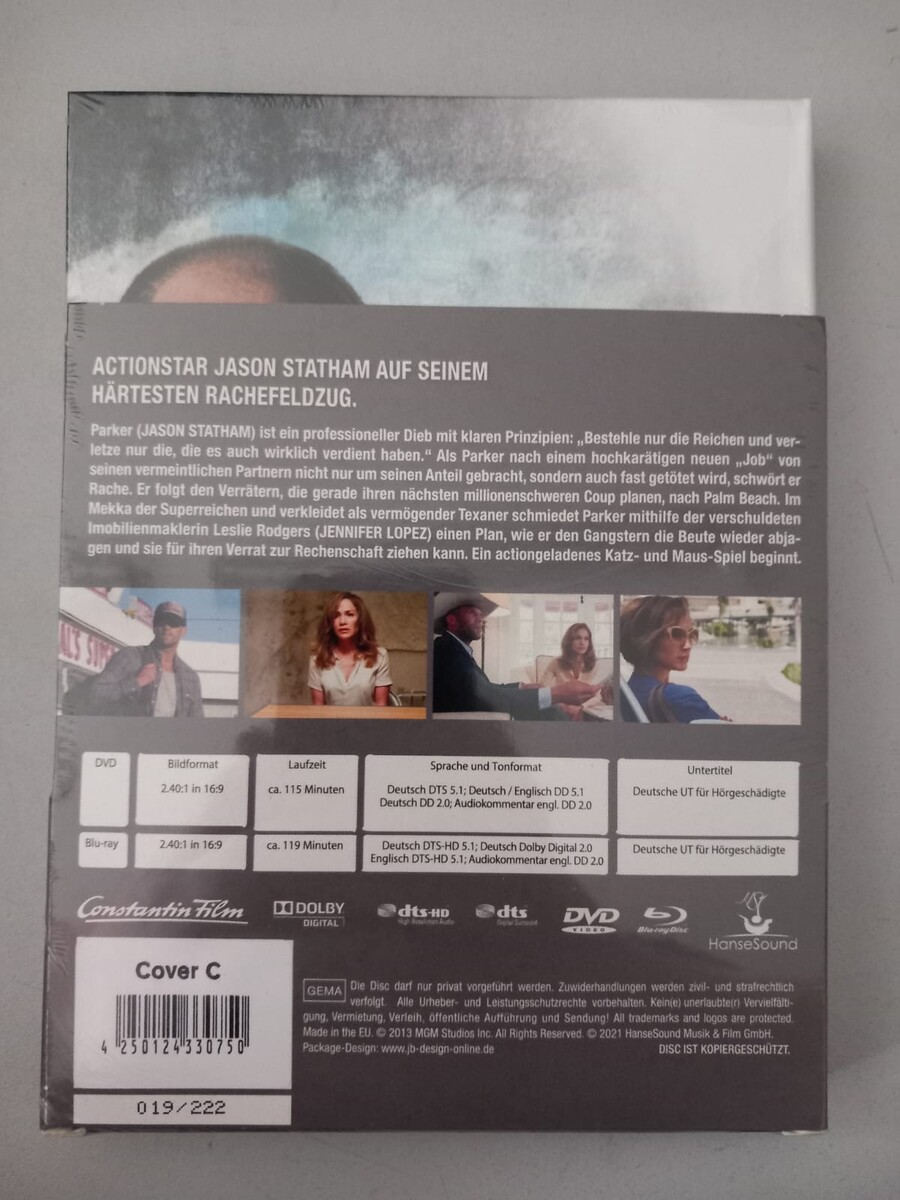 ACTIONSTAR JASON STATHAM AUF SEINEM
HÄRTESTEN RACHEFELDZUG.
Parker (JASON STATHAM) ist ein professioneller Dieb mit klaren Prinzipien: „Bestehle nur die Reichen und ver-
letze nur die, die es auch wirklich verdient haben.“ Als Parker nach einem hochkarätigen neuen „Job“ von
seinen vermeintlichen Partnern nicht nur um seinen Anteil gebracht, sondern auch fast getötet wird, schwört er
Rache. Er folgt den Verrätern, die gerade ihren nächsten millionenschweren Coup planen, nach Palm Beach. Im
Mekka der Superreichen und verkleidet als vermögender Texaner schmiedet Parker mithilfe der verschuldeten
Imobilienmaklerin Leslie Rodgers (JENNIFER LOPEZ) einen Plan, wie er den Gangstern die Beute wieder abja-
gen und sie für ihren Verrat zur Rechenschaft ziehen kann. Ein actiongeladenes Katz- und Maus-Spiel beginnt.
DVD
Bildformat
2.40:1 in 16:9
Laufzeit
ca. 115 Minuten
Sprache und Tonformat
Deutsch DTS 5.1; Deutsch / Englisch DD 5.1
Deutsch DD 2.0; Audiokommentar engl. DD 2.0
Untertitel
Deutsche UT für Hörgeschädigte
Blu-ray
2.40:1 in 16:9
ca. 119 Minuten
Deutsch DTS-HD 5.1; Deutsch Dolby Digital 2.0
Englisch DTS-HD 5.1; Audiokommentar engl. DD 2.0
Deutsche UT für Hörgeschädigte
Constantin Film
DOLBY
DIGITAL
dts-HD
High Resolution Audio
dts
Digital Surround
DVD
VIDEO
Blu-ray Disc
HanseSound
Cover C
4 250124 330750
019/222
GEMA
Die Disc darf nur privat vorgeführt werden. Zuwiderhandlungen werden zivil- und strafrechtlich
verfolgt. Alle Urheber- und Leistungsschutzrechte vorbehalten. Kein(e) unerlaubte(r) Vervielfälti-
gung, Vermietung, Verleih, öffentliche Aufführung und Sendung! All trademarks and logos are protected.
Made in the EU. © 2013 MGM Studios Inc. All Rights Reserved. © 2021 HanseSound Musik & Film GmbH.
Package-Design: www.jb-design-online.de
DISC IST KOPIERGESCHÜTZT.